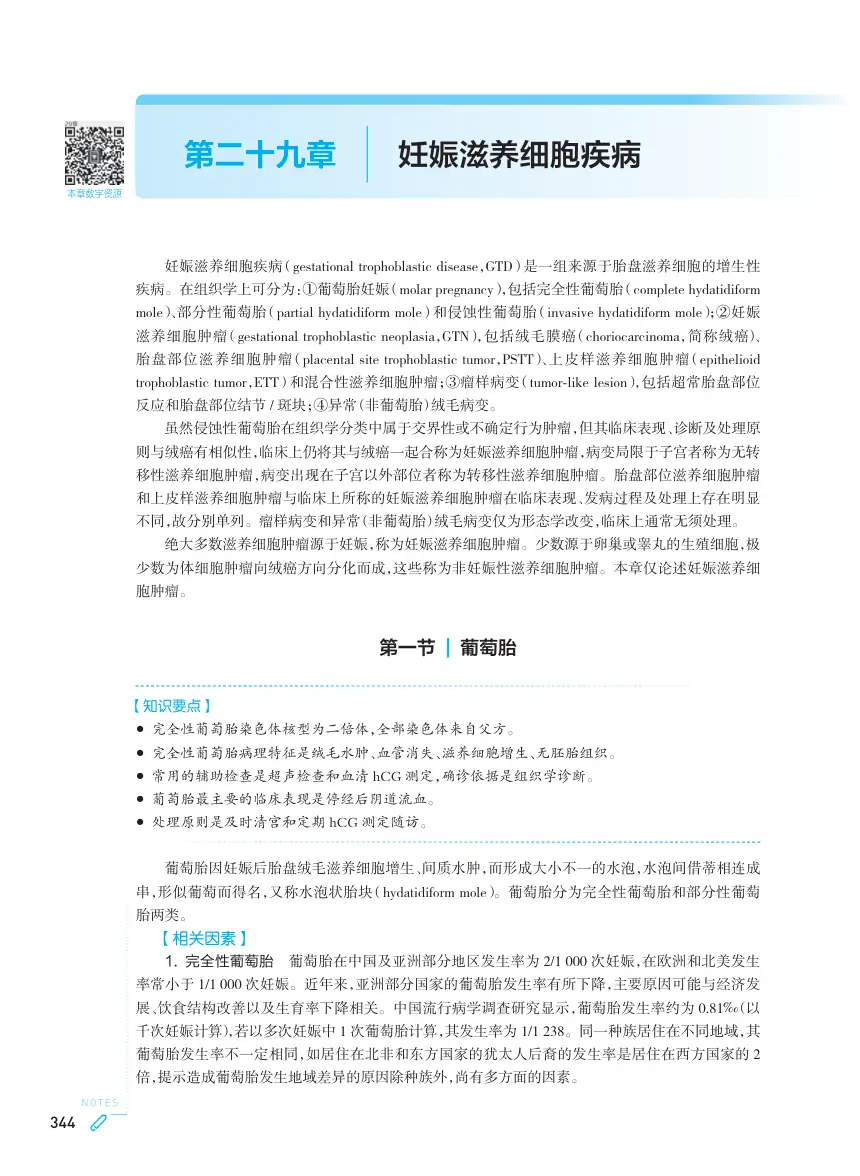 29章
本章数字资源
第二十九章
妊娠滋养细胞疾病
妊娠滋养细胞疾病（gestational trophoblastic disease,GTD）是一组来源于胎盘滋养细胞的增生性
疾病。在组织学上可分为:①葡萄胎妊娠（molar pregnancy）,包括完全性葡萄胎（complete hydatidiform
mole）、部分性葡萄胎（partial hydatidiform mole）和侵蚀性葡萄胎（invasive hydatidiform mole）;②妊娠
滋养细胞肿瘤（gestational trophoblastic neoplasia,GTN）,包括绒毛膜癌（choriocarcinoma,简称绒癌）、
胎盘部位滋养细胞肿瘤（placental site trophoblastic tumor,PSTT）、上皮样滋养细胞肿瘤（epithelioid
trophoblastic tumor,ETT）和混合性滋养细胞肿瘤;③瘤样病变（tumor-like lesion）,包括超常胎盘部位
反应和胎盘部位结节/斑块;④异常（非葡萄胎）绒毛病变。
虽然侵蚀性葡萄胎在组织学分类中属于交界性或不确定行为肿瘤,但其临床表现、诊断及处理原
则与绒癌有相似性,临床上仍将其与绒癌一起合称为妊娠滋养细胞肿瘤,病变局限于子宫者称为无转
移性滋养细胞肿瘤,病变出现在子宫以外部位者称为转移性滋养细胞肿瘤。胎盘部位滋养细胞肿瘤
和上皮样滋养细胞肿瘤与临床上所称的妊娠滋养细胞肿瘤在临床表现、发病过程及处理上存在明显
不同,故分别单列。瘤样病变和异常（非葡萄胎）绒毛病变仅为形态学改变,临床上通常无须处理。
绝大多数滋养细胞肿瘤源于妊娠,称为妊娠滋养细胞肿瘤。少数源于卵巢或睾丸的生殖细胞,极
少数为体细胞肿瘤向绒癌方向分化而成,这些称为非妊娠性滋养细胞肿瘤。本章仅论述妊娠滋养细
胞肿瘤。
第一节 | 葡萄胎
【知识要点】
● 完全性葡萄胎染色体核型为二倍体,全部染色体来自父方。
● 完全性葡萄胎病理特征是绒毛水肿、血管消失、滋养细胞增生、无胚胎组织。
● 常用的辅助检查是超声检查和血清 hCG 测定,确诊依据是组织学诊断。
● 葡萄胎最主要的临床表现是停经后阴道流血。
● 处理原则是及时清宫和定期 hCG 测定随访。
葡萄胎因妊娠后胎盘绒毛滋养细胞增生、间质水肿,而形成大小不一的水泡,水泡间借蒂相连成
串,形似葡萄而得名,又称水泡状胎块（hydatidiform mole）。葡萄胎分为完全性葡萄胎和部分性葡萄
胎两类。
【相关因素】
1. 完全性葡萄胎 葡萄胎在中国及亚洲部分地区发生率为 2/1 000 次妊娠,在欧洲和北美发生
率常小于 1/1 000 次妊娠。近年来,亚洲部分国家的葡萄胎发生率有所下降,主要原因可能与经济发
展、饮食结构改善以及生育率下降相关。中国流行病学调查研究显示,葡萄胎发生率约为 0.81‰（以
千次妊娠计算）,若以多次妊娠中 1 次葡萄胎计算,其发生率为 1/1 238。同一种族居住在不同地域,其
葡萄胎发生率不一定相同,如居住在北非和东方国家的犹太人后裔的发生率是居住在西方国家的 2
倍,提示造成葡萄胎发生地域差异的原因除种族外,尚有多方面的因素。
NOTES
344